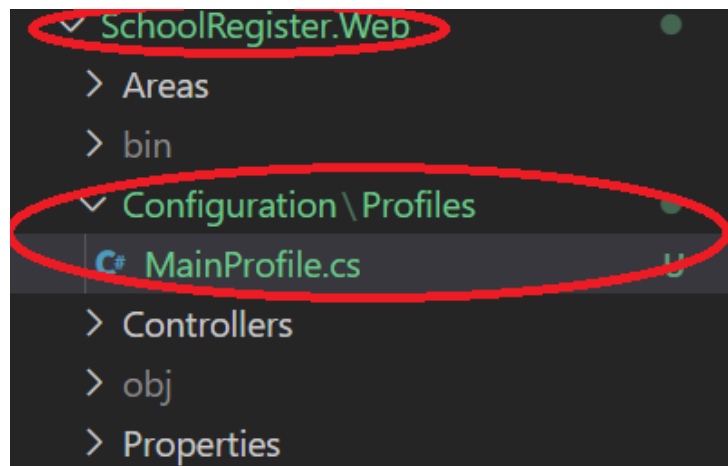 SchoolRegister.Web
Areas
bin
Configuration\Profiles
C# MainProfile.cs U
Controllers
obj
Properties